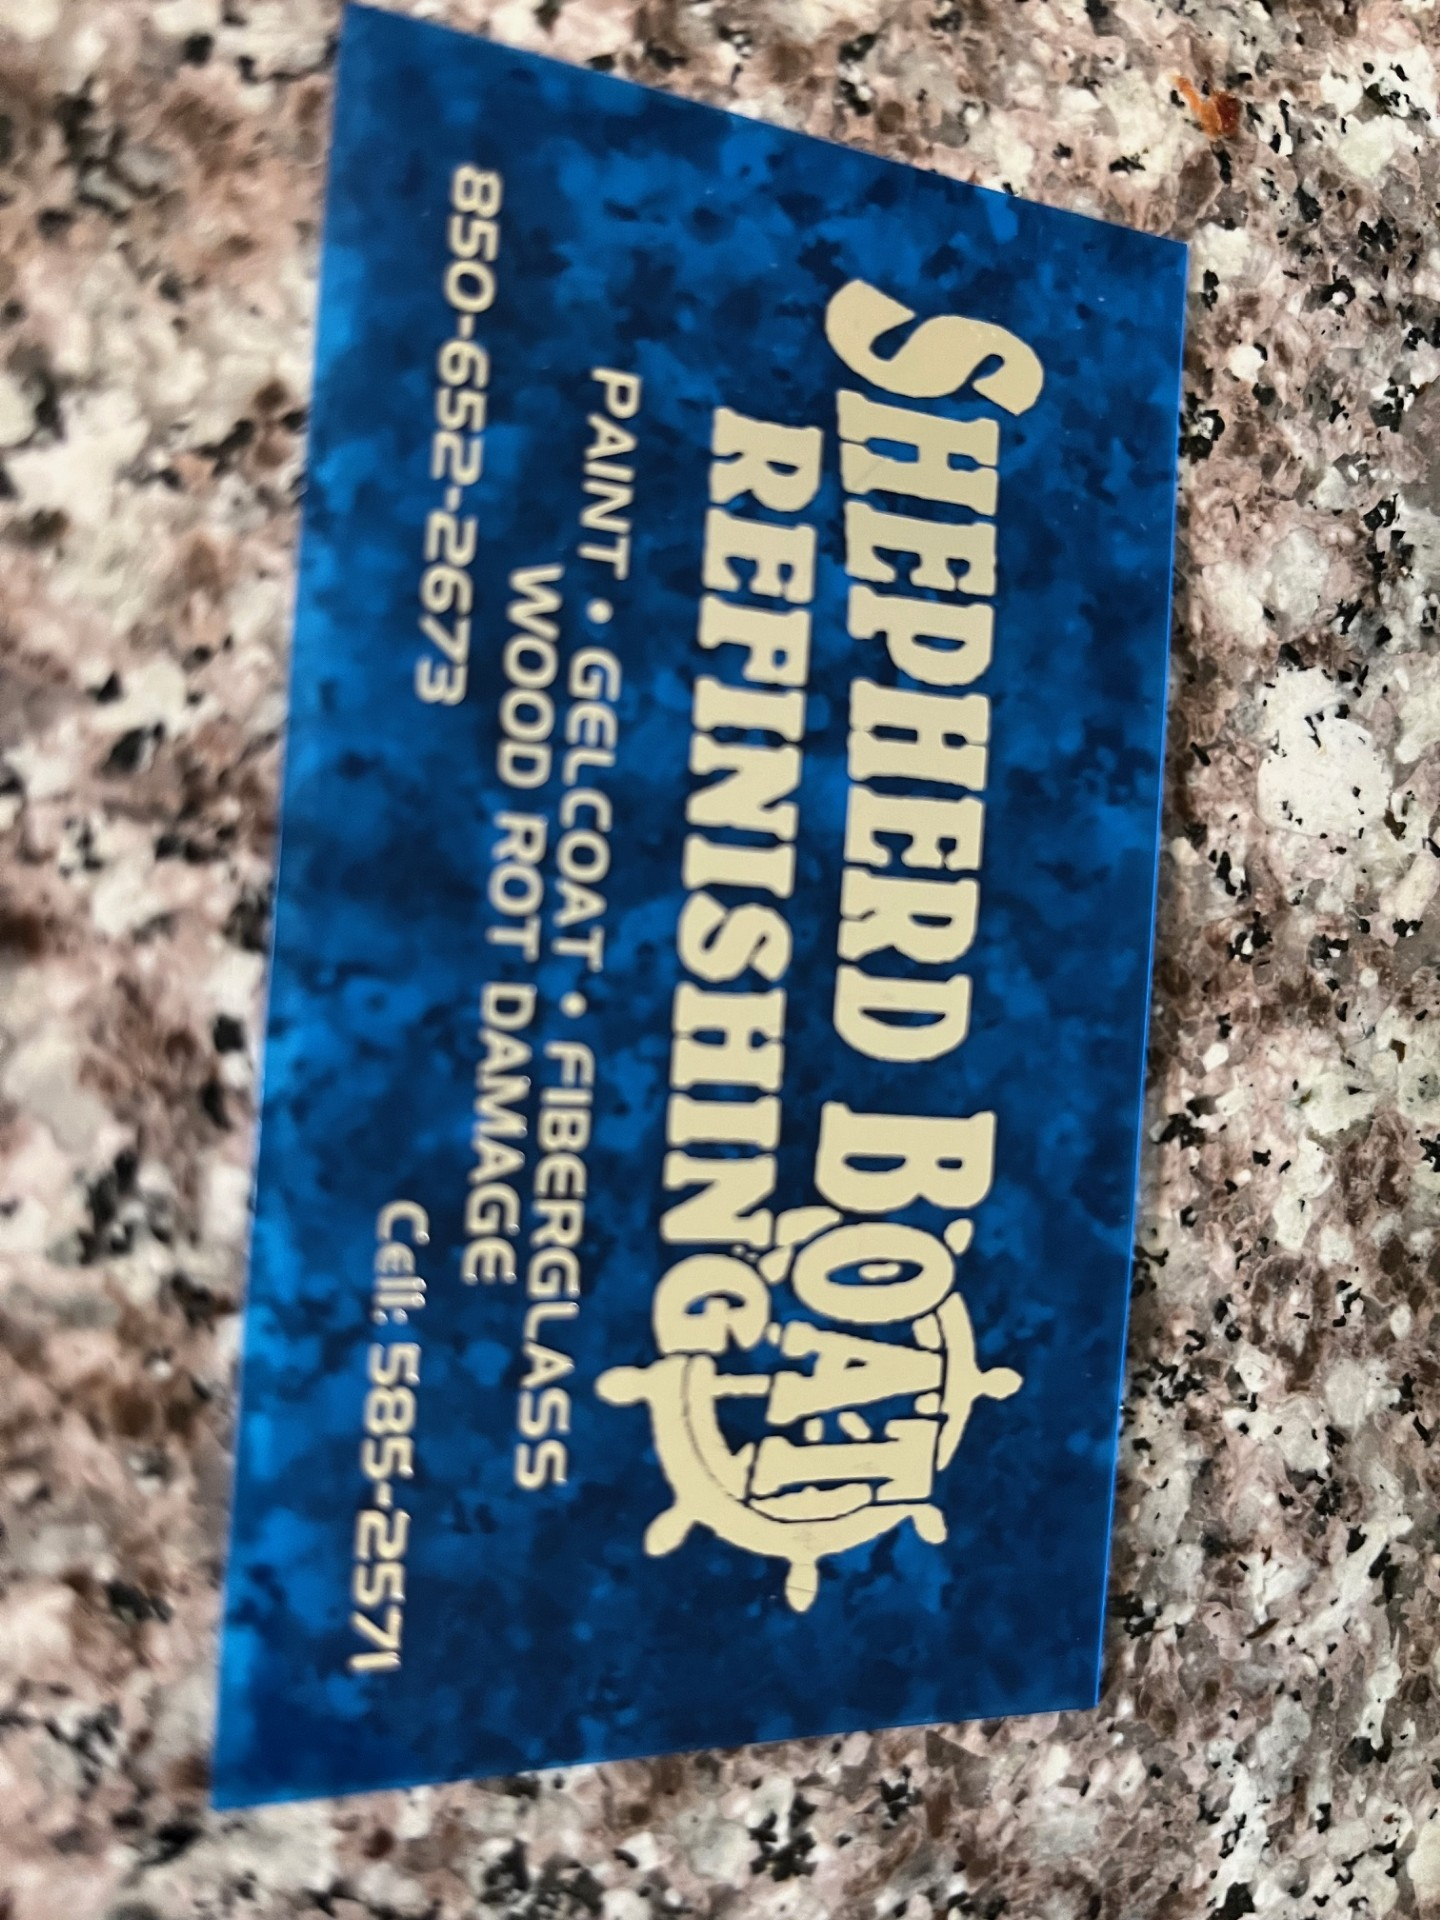 SHEPHERD BOAT
REFINISHING
PAINT • GELCOAT • FIBERGLASS
WOOD ROT DAMAGE
850-652-2673
Cell: 585-2571